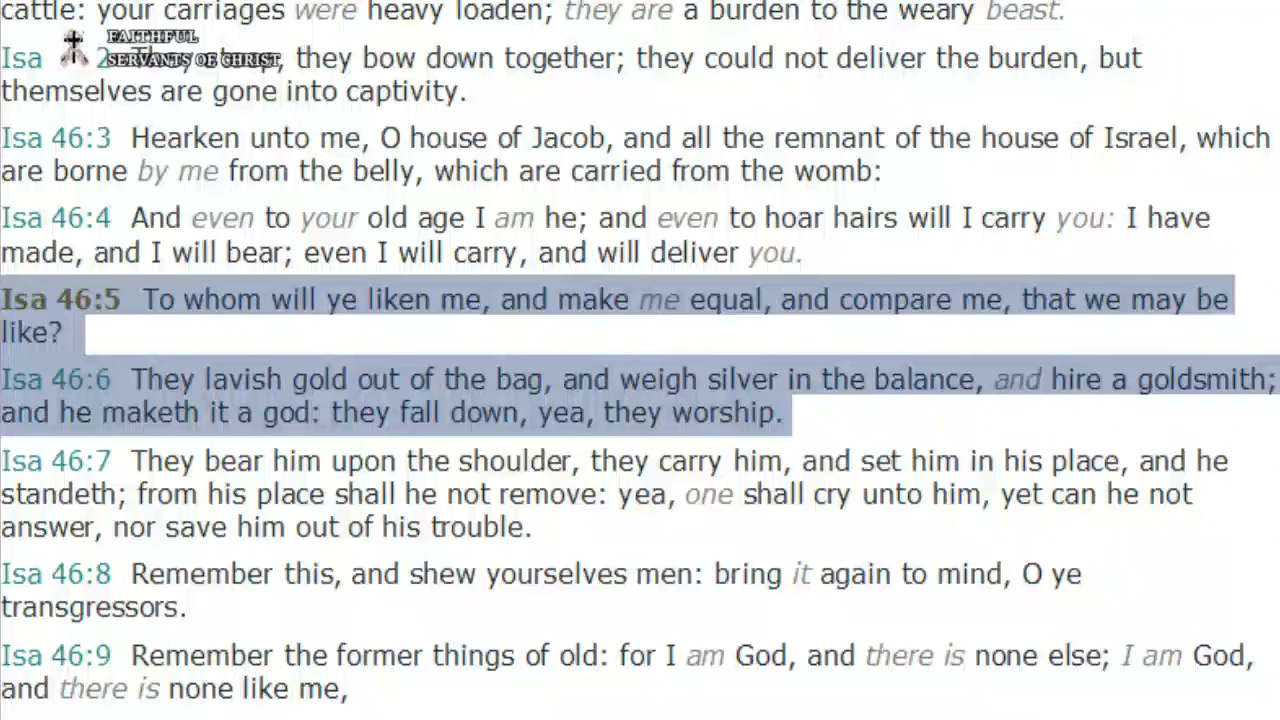 cattle: your carriages were heavy loaden; they are a burden to the weary beast.
FAITHFUL
SERVANTS OF CHRIST
Isa 2 They stoop, they bow down together; they could not deliver the burden, but
themselves are gone into captivity.
Isa 46:3 Hearken unto me, O house of Jacob, and all the remnant of the house of Israel, which
are borne by me from the belly, which are carried from the womb:
Isa 46:4 And even to your old age I am he; and even to hoar hairs will I carry you: I have
made, and I will bear; even I will carry, and will deliver you.
Isa 46:5 To whom will ye liken me, and make me equal, and compare me, that we may be
like?
Isa 46:6 They lavish gold out of the bag, and weigh silver in the balance, and hire a goldsmith;
and he maketh it a god: they fall down, yea, they worship.
Isa 46:7 They bear him upon the shoulder, they carry him, and set him in his place, and he
standeth; from his place shall he not remove: yea, one shall cry unto him, yet can he not
answer, nor save him out of his trouble.
Isa 46:8 Remember this, and shew yourselves men: bring it again to mind, O ye
transgressors.
Isa 46:9 Remember the former things of old: for I am God, and there is none else; I am God,
and there is none like me,